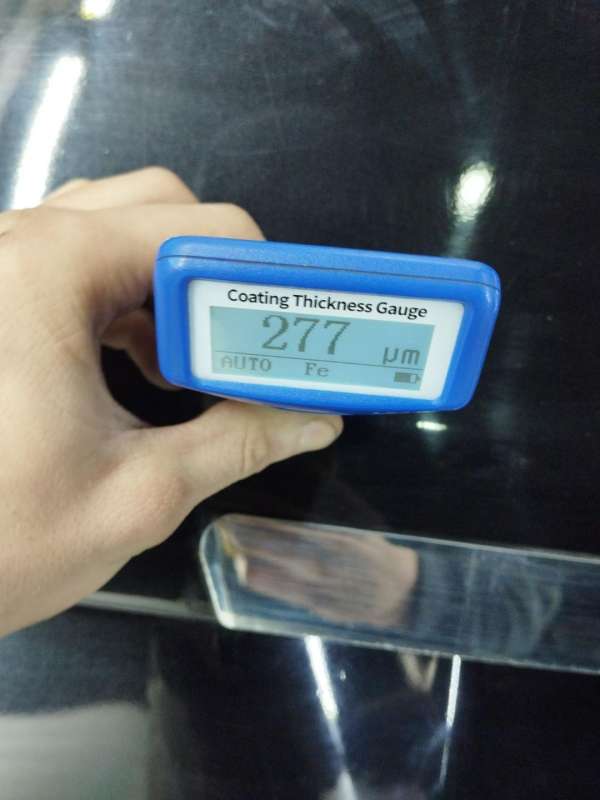 Coating Thickness Gauge
277 µm
AUTO Fe